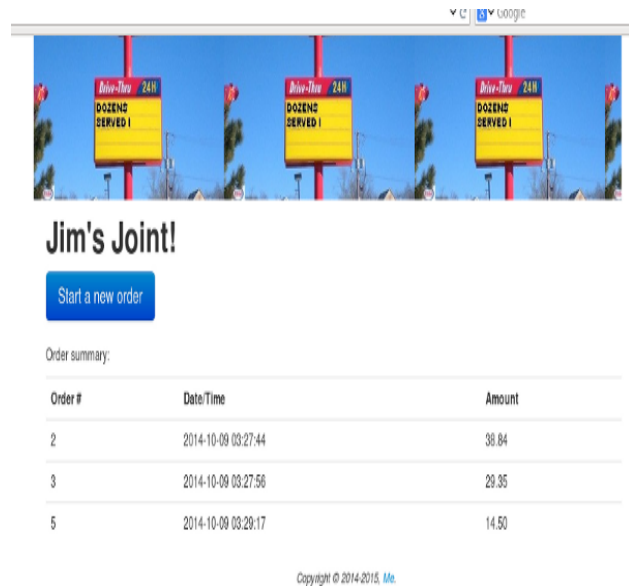 Google
Drive-Thru 24H Drive-Thru 24H Drive-Thru 24H
DOZENS DOZENS DOZENS
SERVED ! SERVED ! SERVED !
Jim's Joint!
Start a new order
Order summary:
Order # Date/Time Amount
2 2014-10-09 03:27:44 38.84
3 2014-10-09 03:27:56 29.35
5 2014-10-09 03:29:17 14.50
Copyright © 2014-2015, Me.